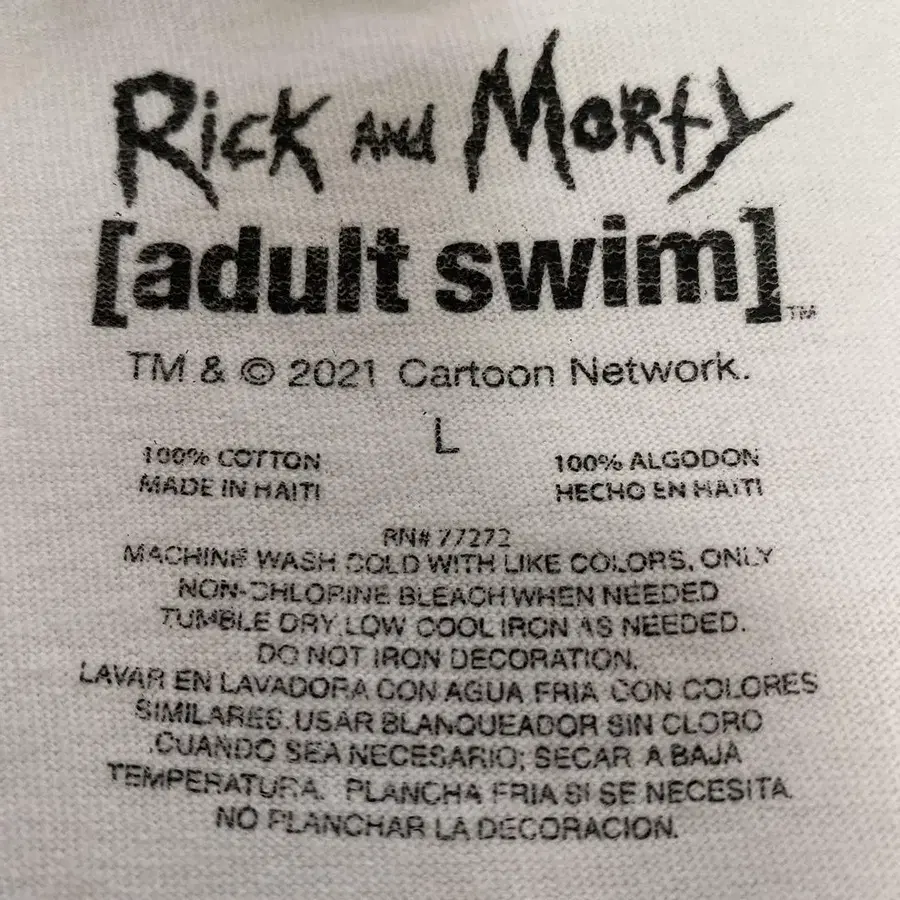 Rick and Morty
[adult swim]™
TM & © 2021 Cartoon Network.
L
100% COTTON
MADE IN HAITI
100% ALGODON
HECHO EN HAITI
RN# 77272
MACHINE WASH COLD WITH LIKE COLORS, ONLY
NON-CHLORINE BLEACH WHEN NEEDED
TUMBLE DRY LOW COOL IRON AS NEEDED.
DO NOT IRON DECORATION.
LAVAR EN LAVADORA CON AGUA FRIA CON COLORES
SIMILARES. USAR BLANQUEADOR SIN CLORO
CUANDO SEA NECESARIO; SECAR A BAJA
TEMPERATURA. PLANCHA FRIA SI SE NECESITA.
NO PLANCHAR LA DECORACION.